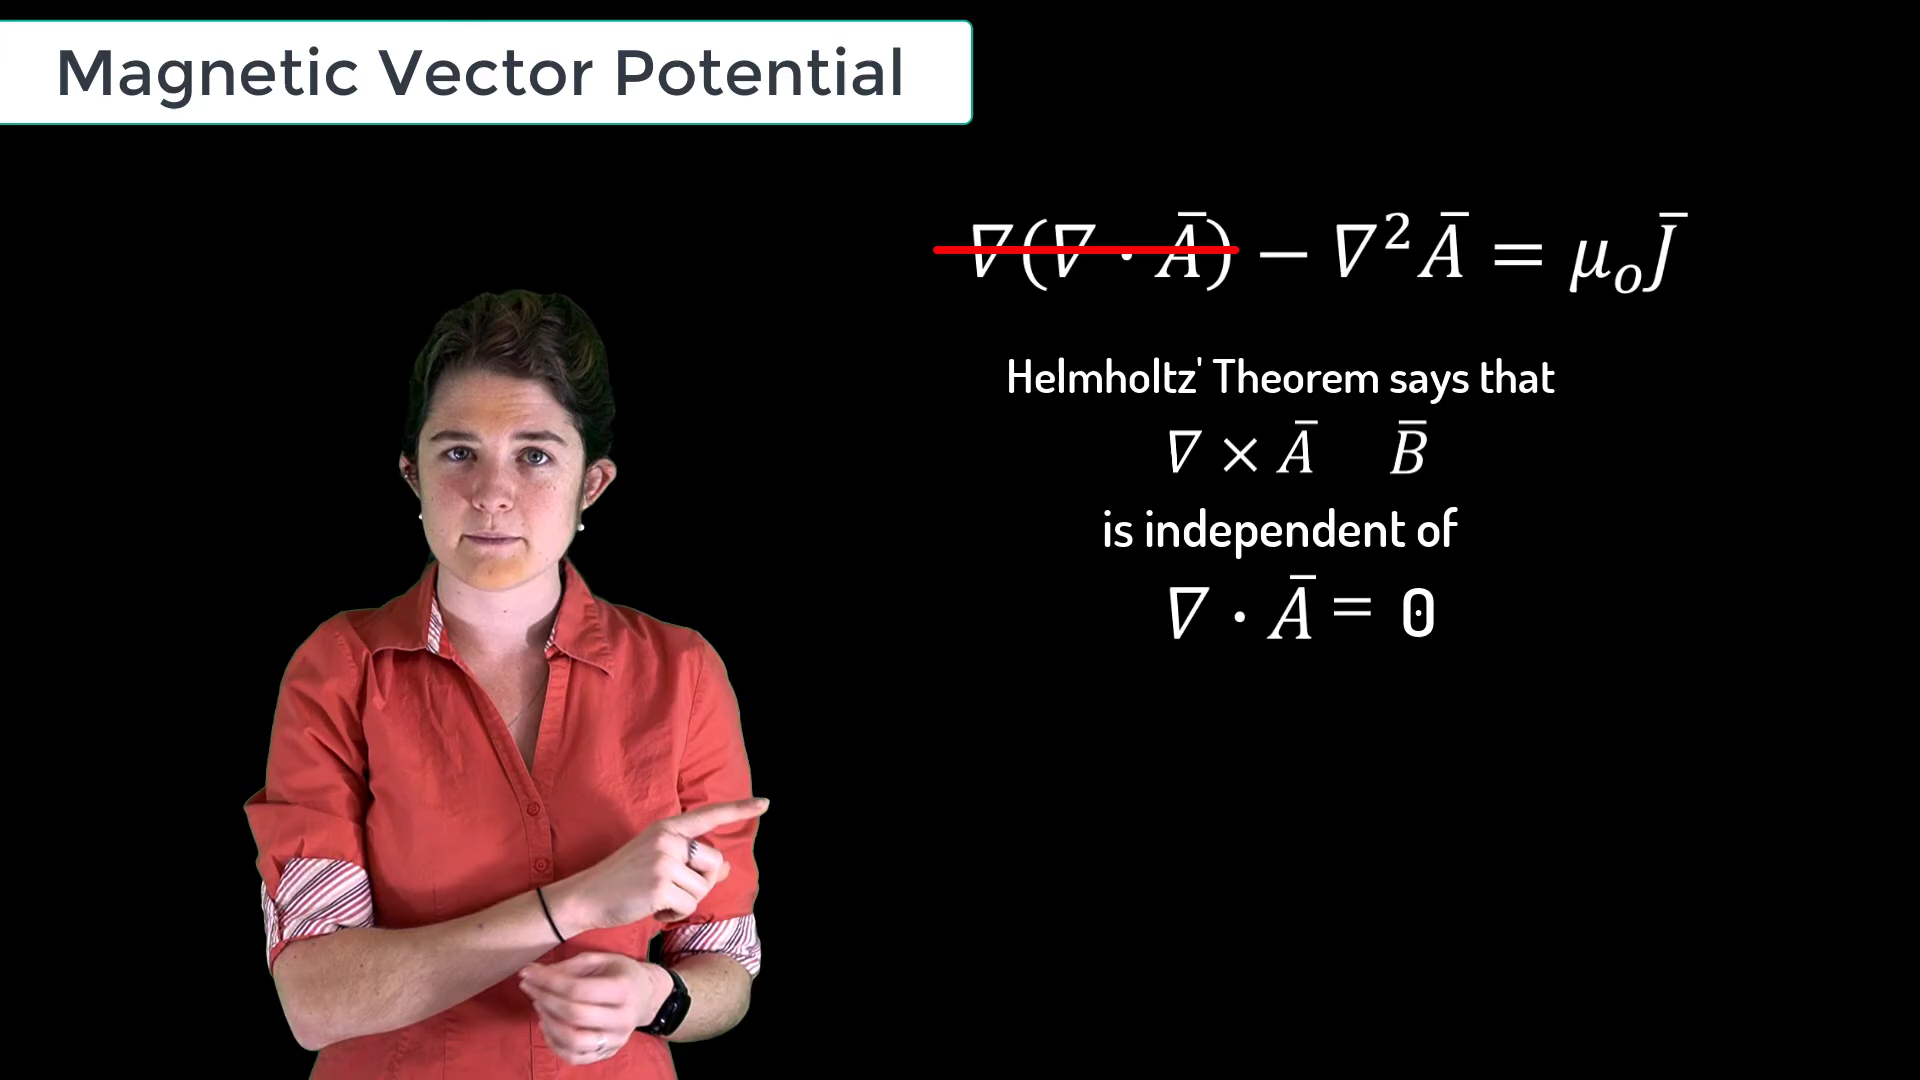 Magnetic Vector Potential
∇(∇ · Ā) − ∇²Ā = μₒJ̄
Helmholtz' Theorem says that
∇ × Ā B̄
is independent of
∇ · Ā = 0